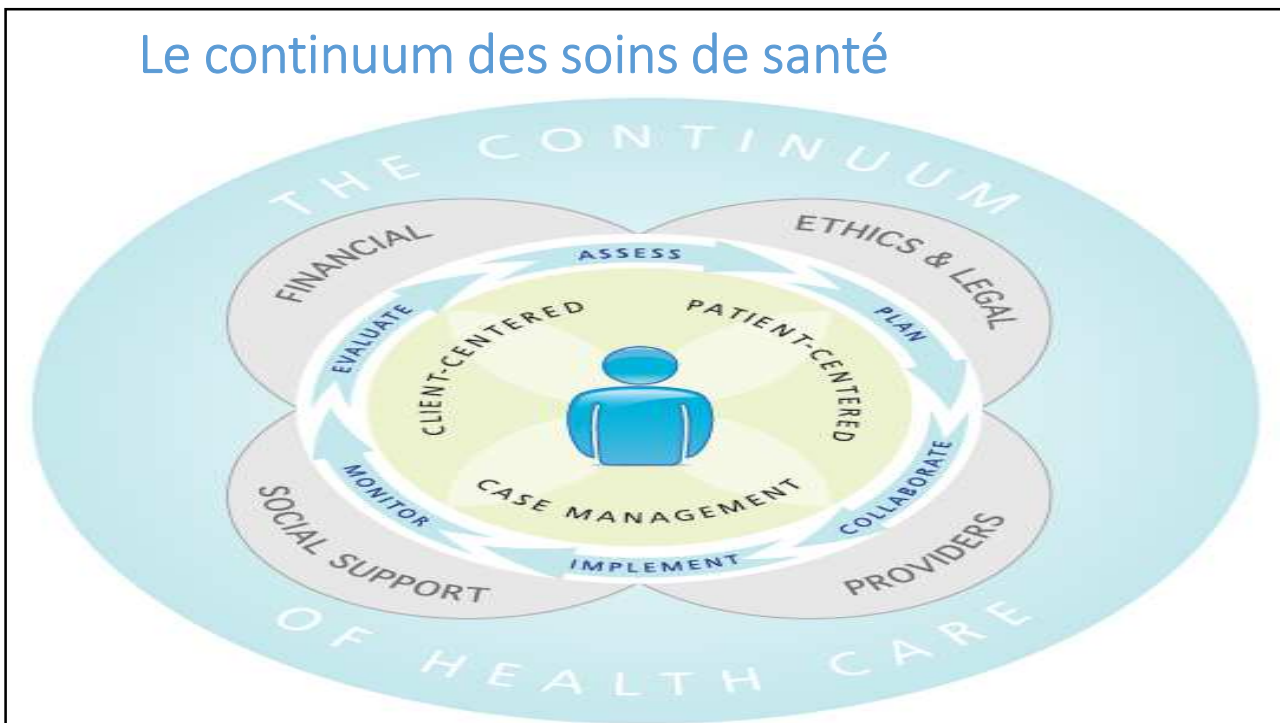 Le continuum des soins de santé
THE CONTINUUM
OF HEALTH CARE
FINANCIAL
ETHICS & LEGAL
PROVIDERS
SOCIAL SUPPORT
ASSESS
PLAN
COLLABORATE
IMPLEMENT
MONITOR
EVALUATE
CLIENT-CENTERED
PATIENT-CENTERED
CASE MANAGEMENT